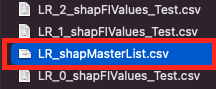 LR_2_shapFIValues_Test.csv
LR_1_shapFIValues_Test.csv
LR_shapMasterList.csv
LR_0_shapFIValues_Test.csv